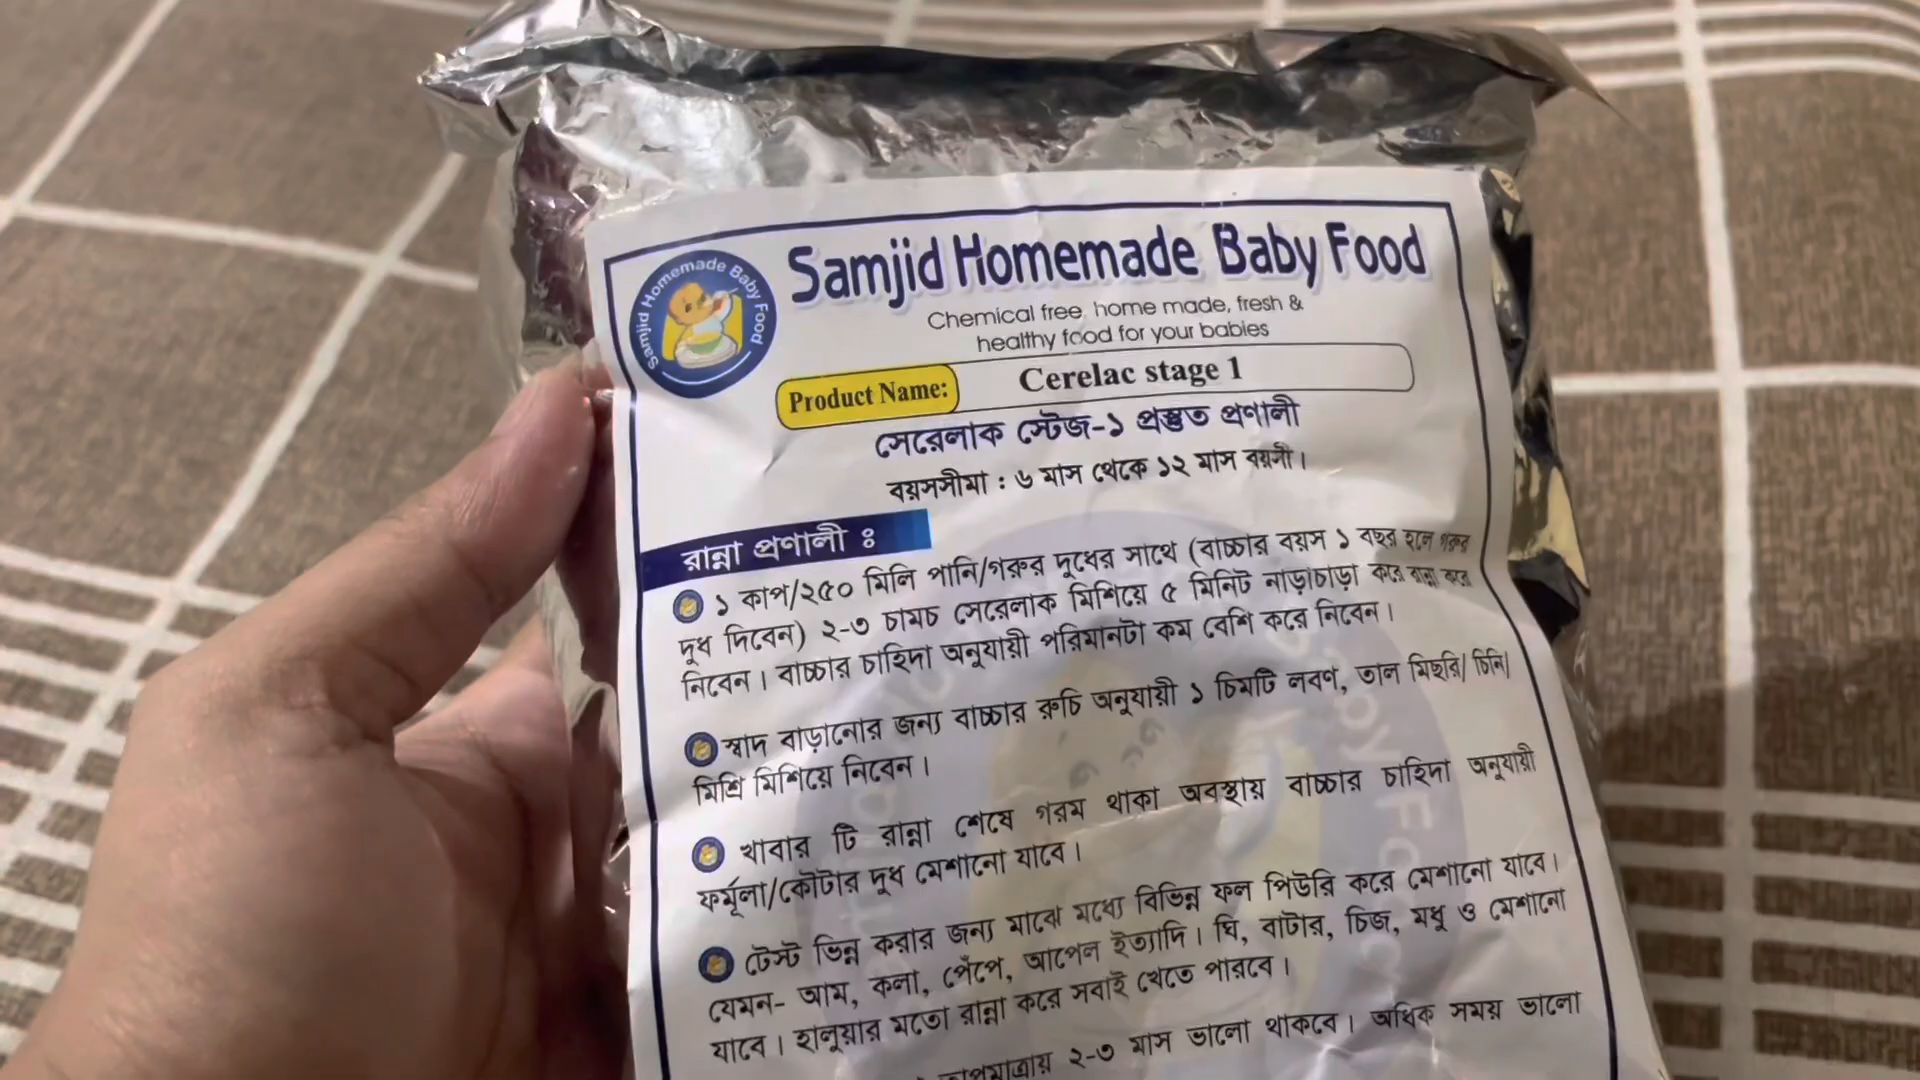 Samjid Homemade Baby Food
Samjid Homemade Baby Food
Chemical free, home made, fresh &
healthy food for your babies
Product Name: Cerelac stage 1
সেরেলাক স্টেজ-১ প্রস্তুত প্রণালী
বয়সসীমা : ৬ মাস থেকে ১২ মাস বয়সী।
রান্না প্রণালী ঃ
১ কাপ/২৫০ মিলি পানি/গরুর দুধের সাথে (বাচ্চার বয়স ১ বছর হলে গরুর
দুধ দিবেন) ২-৩ চামচ সেরেলাক মিশিয়ে ৫ মিনিট নাড়াচাড়া করে রান্না করে
নিবেন। বাচ্চার চাহিদা অনুযায়ী পরিমানটা কম বেশি করে নিবেন।
স্বাদ বাড়ানোর জন্য বাচ্চার রুচি অনুযায়ী ১ চিমটি লবণ, তাল মিছরি/ চিনি/
মিশ্রি মিশিয়ে নিবেন।
খাবার টি রান্না শেষে গরম থাকা অবস্থায় বাচ্চার চাহিদা অনুযায়ী
ফর্মূলা/কৌটার দুধ মেশানো যাবে।
টেস্ট ভিন্ন করার জন্য মাঝে মধ্যে বিভিন্ন ফল পিউরি করে মেশানো যাবে।
যেমন- আম, কলা, পেঁপে, আপেল ইত্যাদি। ঘি, বাটার, চিজ, মধু ও মেশানো
যাবে। হালুয়ার মতো রান্না করে সবাই খেতে পারবে।
২-৩ মাস ভালো থাকবে। অধিক সময় ভালো